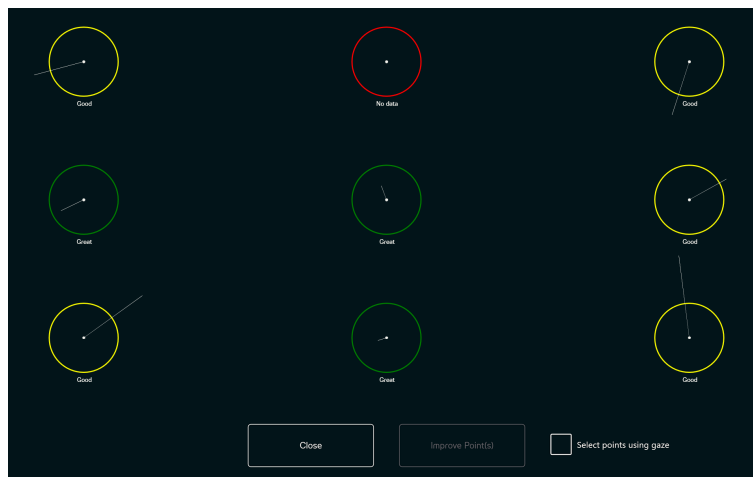 Good
No data
Good
Great
Great
Good
Good
Great
Good
Close
Improve Point(s)
Select points using gaze